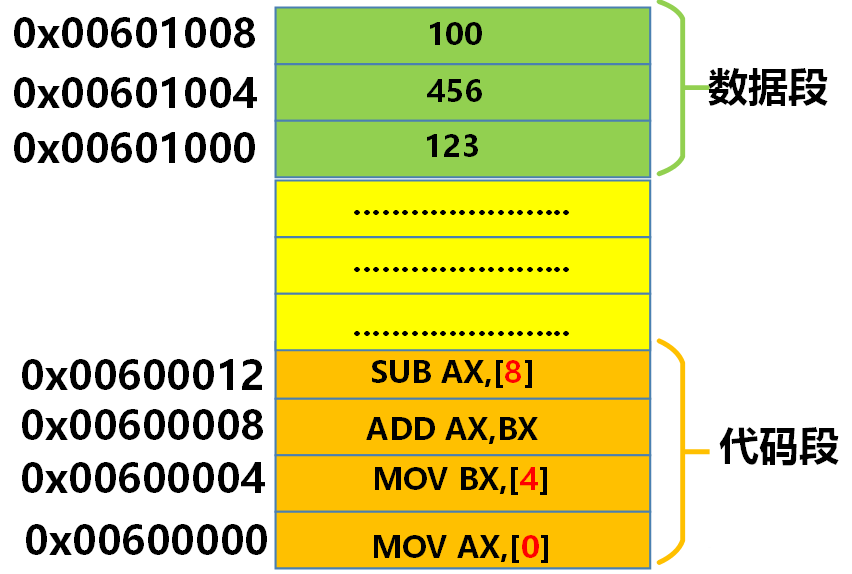 0x00601008 100
0x00601004 456
0x00601000 123
数据段
.......................
.......................
.......................
0x00600012 SUB AX,[8]
0x00600008 ADD AX,BX
0x00600004 MOV BX,[4]
0x00600000 MOV AX,[0]
代码段